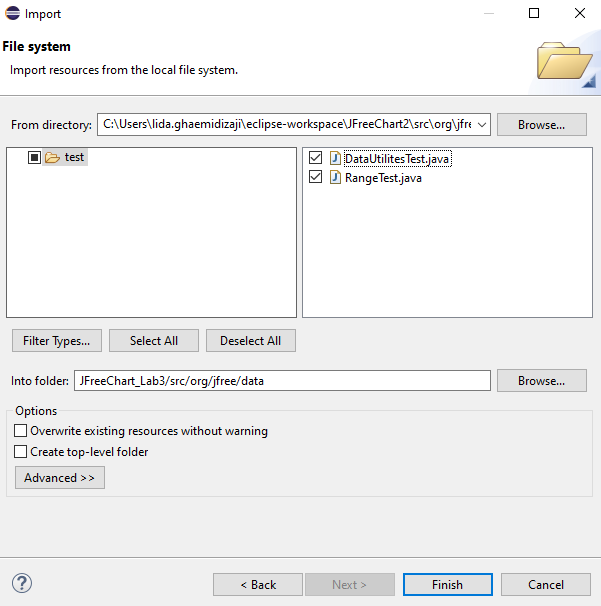 Import
File system
Import resources from the local file system.
From directory: C:\Users\lida.ghaemidizaji\eclipse-workspace\JFreeChart2\src\org\jfre Browse...
test
DataUtilitesTest.java
RangeTest.java
Filter Types... Select All Deselect All
Into folder: JFreeChart_Lab3/src/org/jfree/data Browse...
Options
Overwrite existing resources without warning
Create top-level folder
Advanced >>
? < Back Next > Finish Cancel